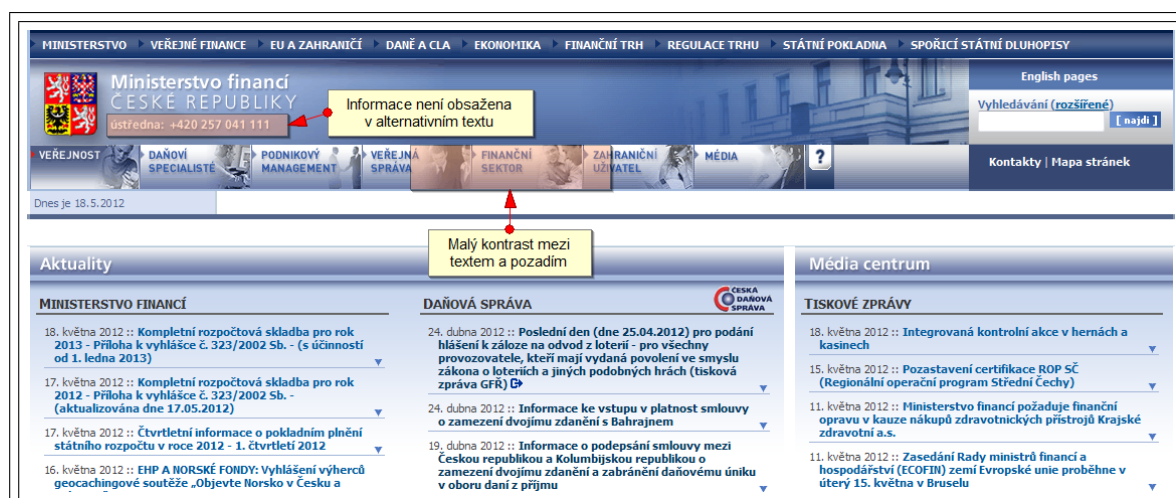 MINISTERSTVO VEŘEJNÉ FINANCE EU A ZAHRANIČÍ DANĚ A CLA EKONOMIKA FINANČNÍ TRH REGULACE TRHU STÁTNÍ POKLADNA SPOŘICÍ STÁTNÍ DLUHOPISY
Ministerstvo financí
ČESKÉ REPUBLIKY
ústředna: +420 257 041 111
Informace není obsažena
v alternativním textu
English pages
Vyhledávání (rozšířené)
[ najdi ]
VEŘEJNOST
DAŇOVÍ
SPECIALISTÉ
PODNIKOVÝ
MANAGEMENT
VEŘEJNÁ
SPRÁVA
FINANČNÍ
SEKTOR
ZAHRANIČNÍ
UŽIVATEL
MÉDIA
?
Kontakty | Mapa stránek
Dnes je 18.5.2012
Malý kontrast mezi
textem a pozadím
Aktuality
MINISTERSTVO FINANCÍ
18. května 2012 :: Kompletní rozpočtová skladba pro rok
2013 - Příloha k vyhlášce č. 323/2002 Sb. - (s účinností
od 1. ledna 2013)
17. května 2012 :: Kompletní rozpočtová skladba pro rok
2012 - Příloha k vyhlášce č. 323/2002 Sb. -
(aktualizována dne 17.05.2012)
17. května 2012 :: Čtvrtletní informace o pokladním plnění
státního rozpočtu v roce 2012 - 1. čtvrtletí 2012
16. května 2012 :: EHP A NORSKÉ FONDY: Vyhlášení výherců
geocachingové soutěže „Objevte Norsko v Česku a
DAŇOVÁ SPRÁVA
ČESKÁ
DAŇOVÁ
SPRÁVA
24. dubna 2012 :: Poslední den (dne 25.04.2012) pro podání
hlášení k záloze na odvod z loterií - pro všechny
provozovatele, kteří mají vydaná povolení ve smyslu
zákona o loteriích a jiných podobných hrách (tisková
zpráva GFŘ)
24. dubna 2012 :: Informace ke vstupu v platnost smlouvy
o zamezení dvojímu zdanění s Bahrajnem
19. dubna 2012 :: Informace o podepsání smlouvy mezi
Českou republikou a Kolumbijskou republikou o
zamezení dvojímu zdanění a zabránění daňovému úniku
v oboru daní z příjmu
Média centrum
TISKOVÉ ZPRÁVY
18. května 2012 :: Integrovaná kontrolní akce v hernách a
kasinech
15. května 2012 :: Pozastavení certifikace ROP SČ
(Regionální operační program Střední Čechy)
11. května 2012 :: Ministerstvo financí požaduje finanční
opravu v kauze nákupů zdravotnických přístrojů Krajské
zdravotní a.s.
11. května 2012 :: Zasedání Rady ministrů financí a
hospodářství (ECOFIN) zemí Evropské unie proběhne v
úterý 15. května v Bruselu